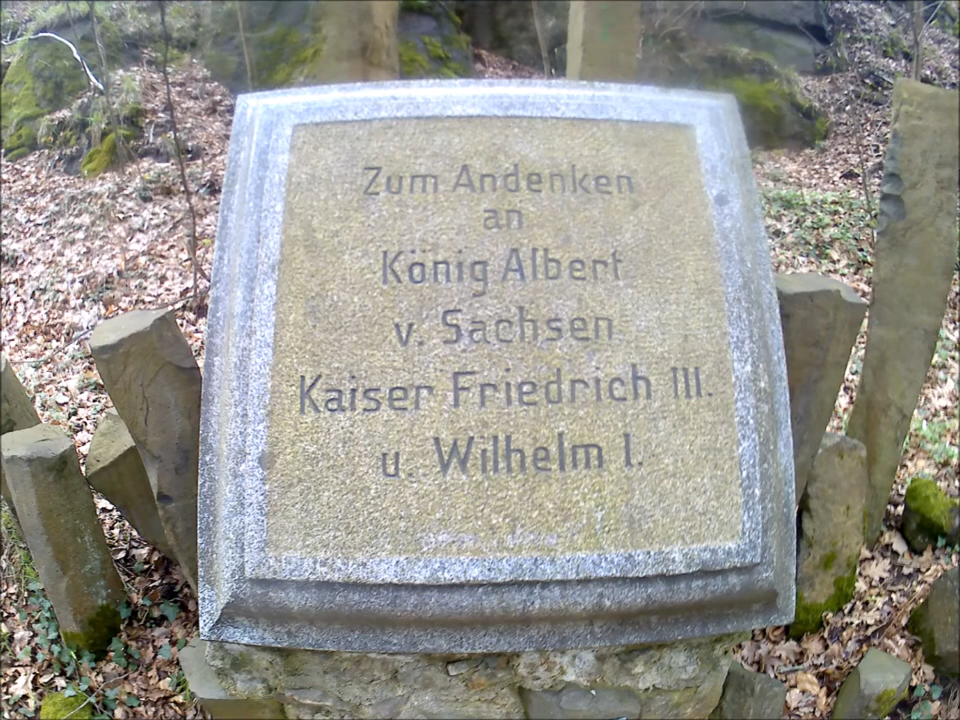 Zum Andenken
an
König Albert
v. Sachsen
Kaiser Friedrich III.
u. Wilhelm I.